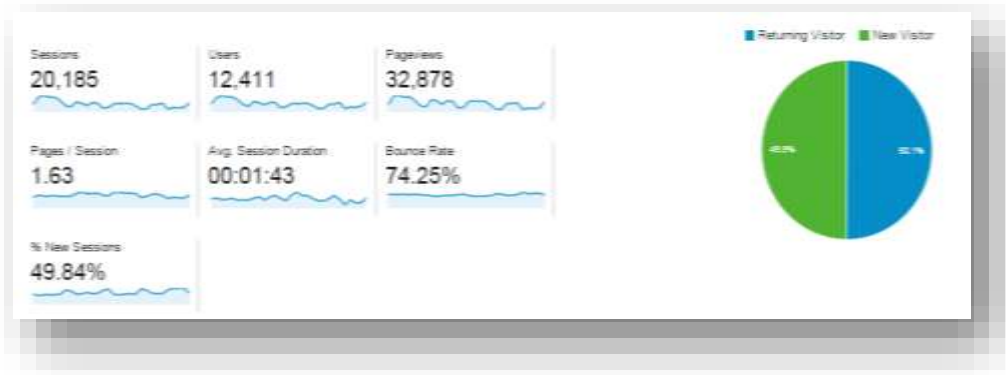 Returning Visitor New Visitor
Sessions Users Pageviews
20,185 12,411 32,878
Pages / Session Avg. Session Duration Bounce Rate
1.63 00:01:43 74.25%
% New Sessions
49.84%